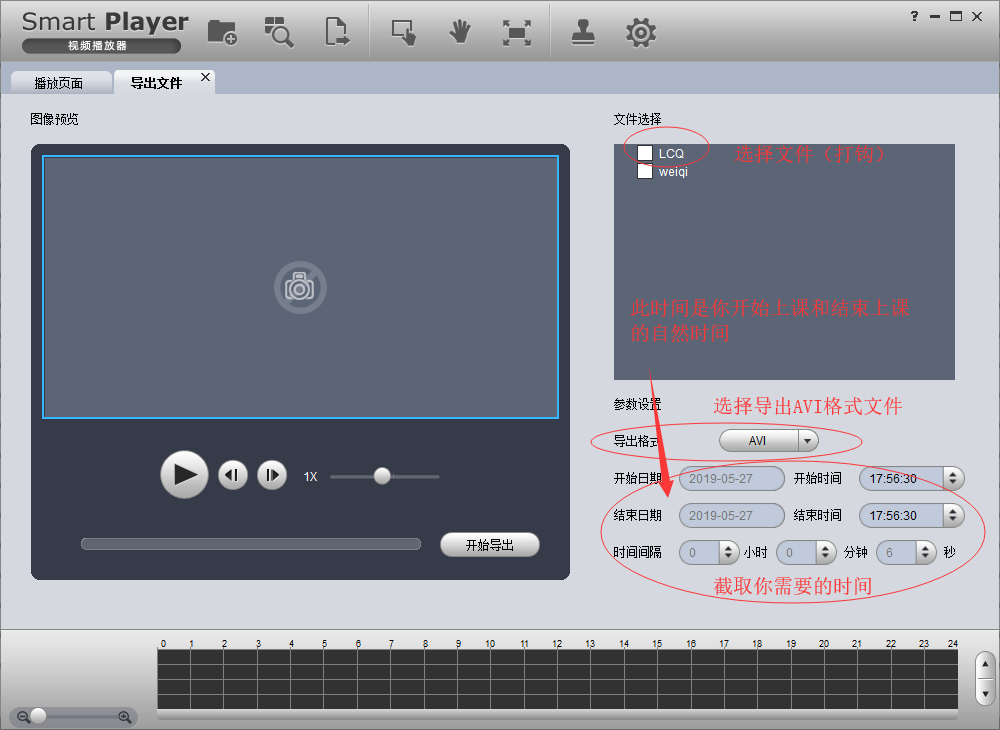 Smart Player
视频播放器
?
播放页面
导出文件
图像预览
文件选择
LCQ
选择文件（打钩）
weiqi
此时间是你开始上课和结束上课
的自然时间
参数设置
选择导出AVI格式文件
导出格式
AVI
1X
开始日期
2019-05-27
开始时间
17:56:30
结束日期
2019-05-27
结束时间
17:56:30
开始导出
时间间隔
0
小时
0
分钟
6
秒
截取你需要的时间
0 1 2 3 4 5 6 7 8 9 10 11 12 13 14 15 16 17 18 19 20 21 22 23 24